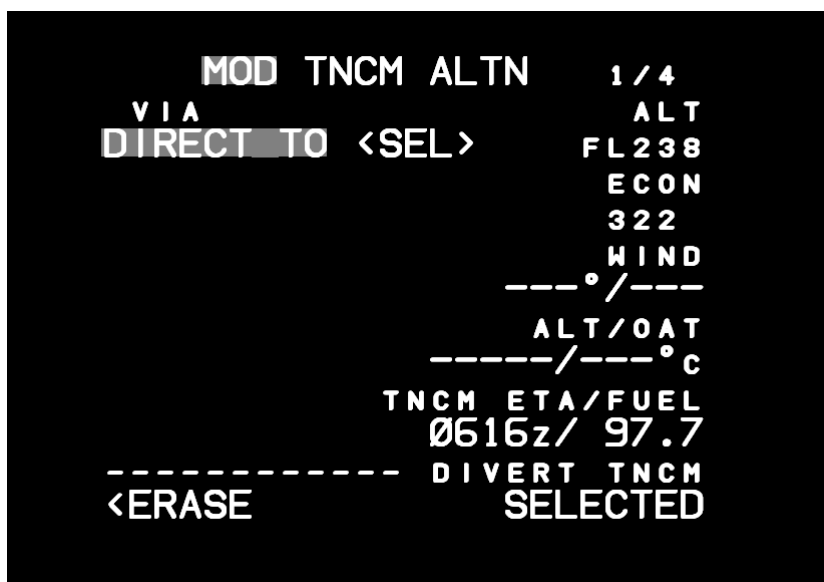 MOD TNCM ALTN 1/4
VIA ALT
DIRECT TO <SEL> FL238
ECON
322
WIND
---°/---
ALT/OAT
-----/---°C
TNCM ETA/FUEL
Ø616z/ 97.7
------------ DIVERT TNCM
<ERASE SELECTED